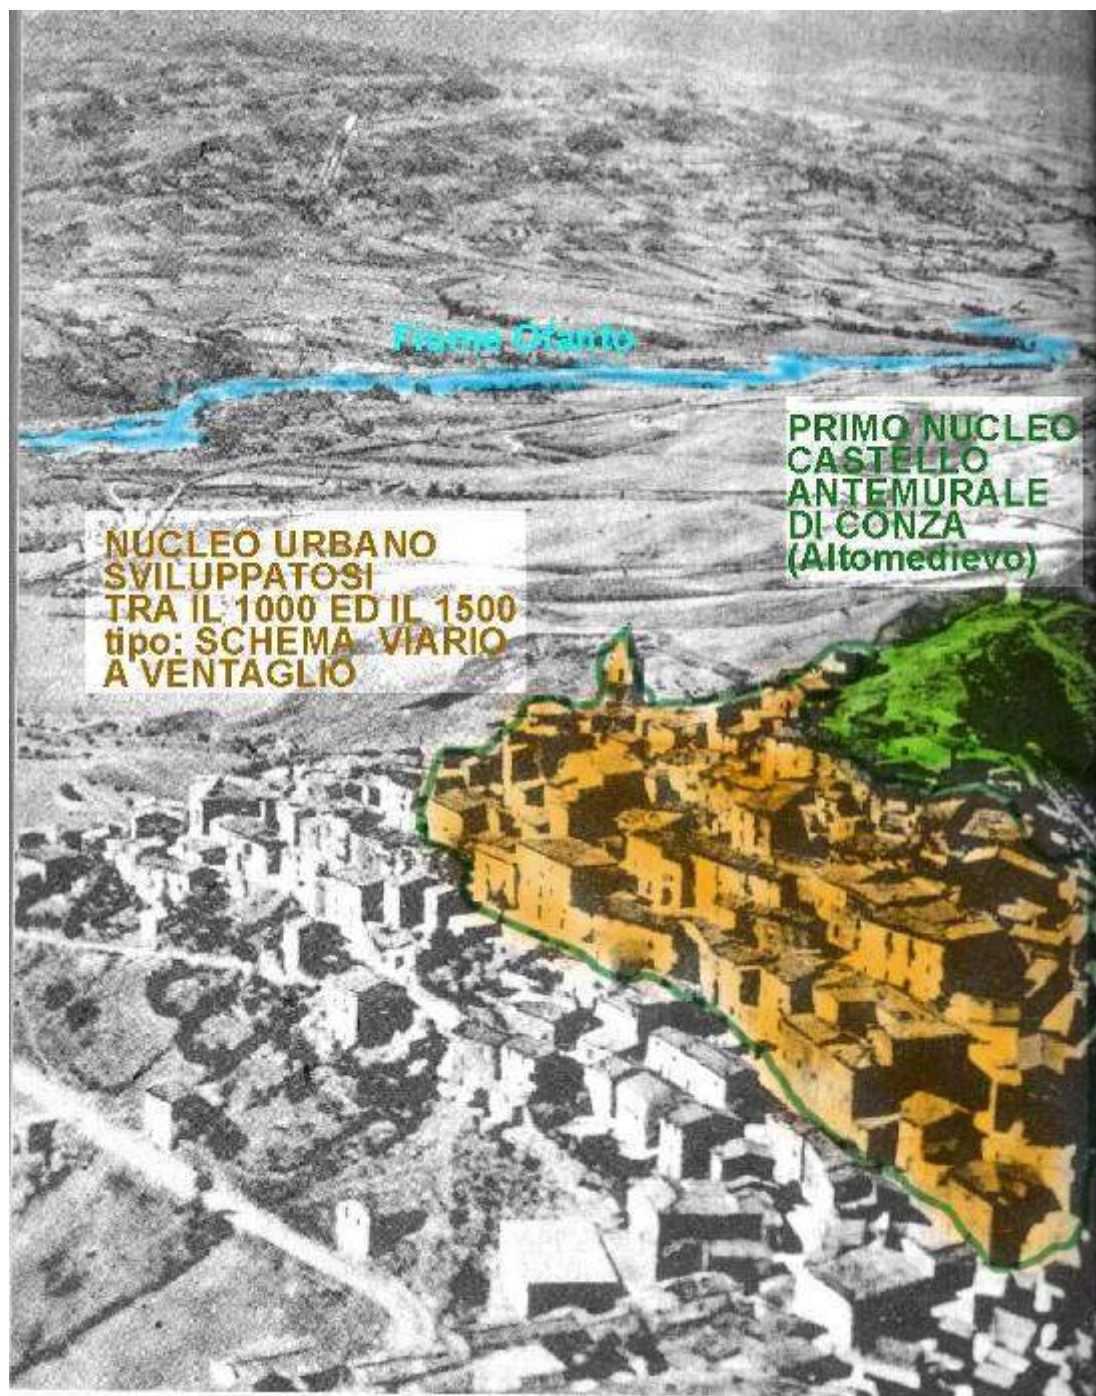 Fiume Ofanto
PRIMO NUCLEO
CASTELLO
ANTEMURALE
DI CONZA
(Altomedievo)
NUCLEO URBANO
SVILUPPATOSI
TRA IL 1000 ED IL 1500
tipo: SCHEMA VIARIO
A VENTAGLIO